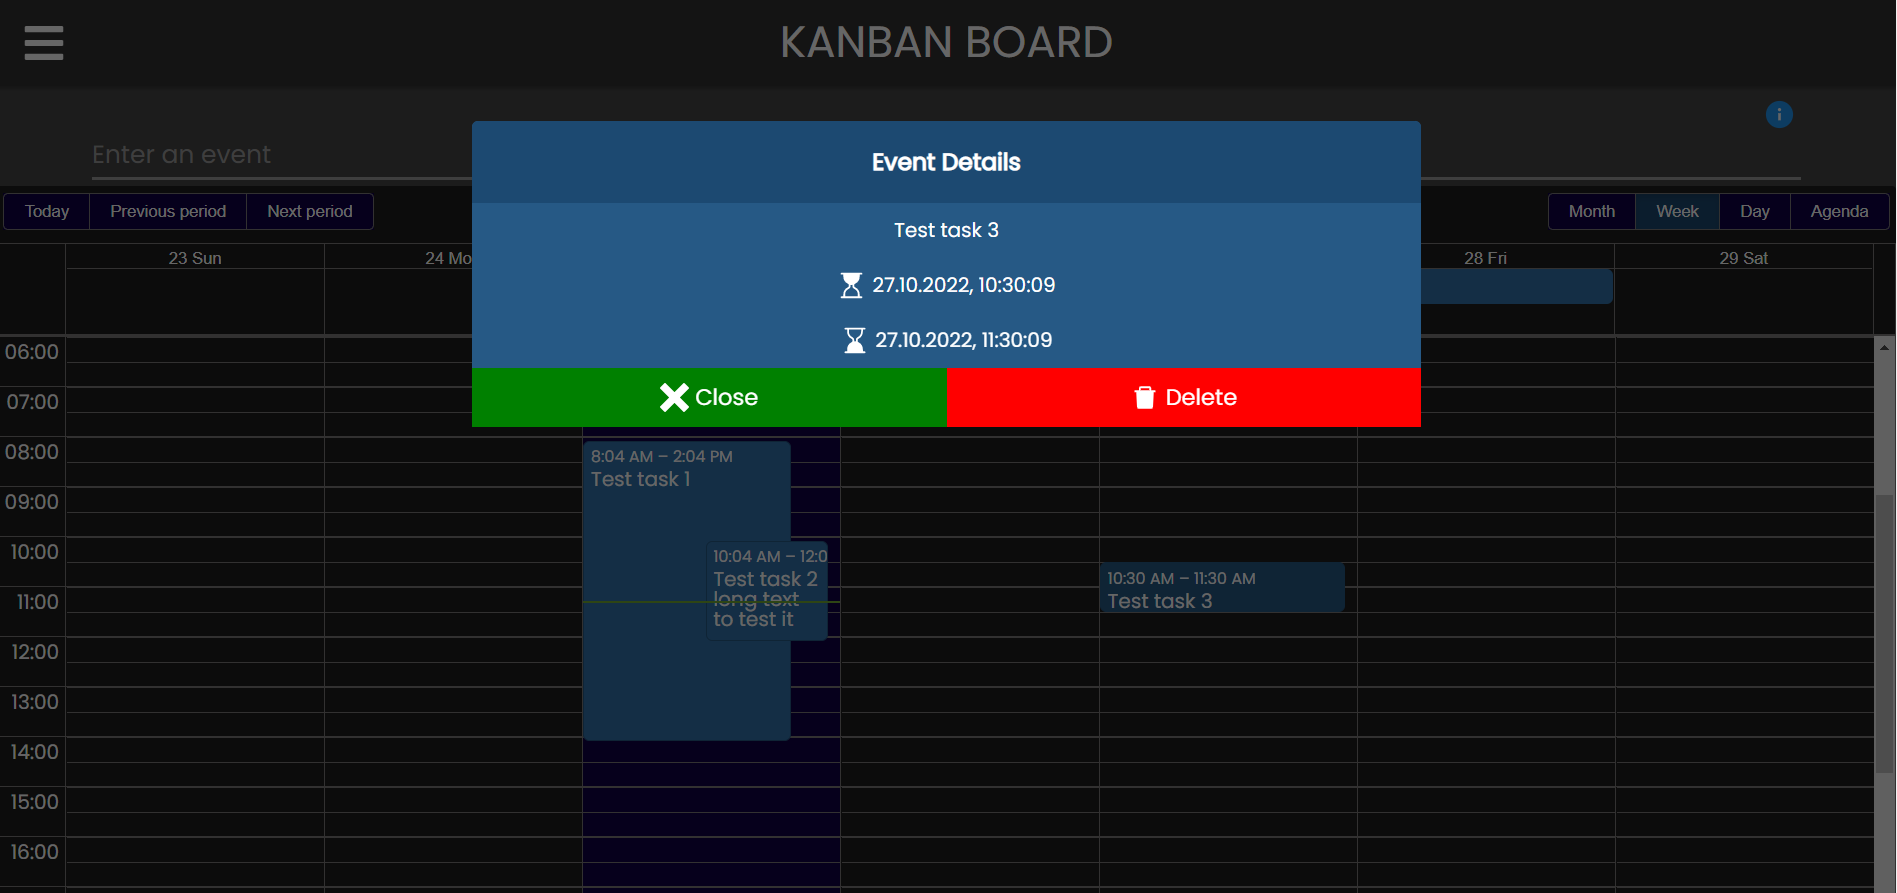 KANBAN BOARD
Enter an event
Event Details
Test task 3
27.10.2022, 10:30:09
27.10.2022, 11:30:09
Close
Delete
Today
Previous period
Next period
Month
Week
Day
Agenda
23 Sun
24 Mo
28 Fri
29 Sat
06:00
07:00
08:00
09:00
10:00
11:00
12:00
13:00
14:00
15:00
16:00
8:04 AM – 2:04 PM
Test task 1
10:04 AM – 12:0
Test task 2
long text
to test it
10:30 AM – 11:30 AM
Test task 3